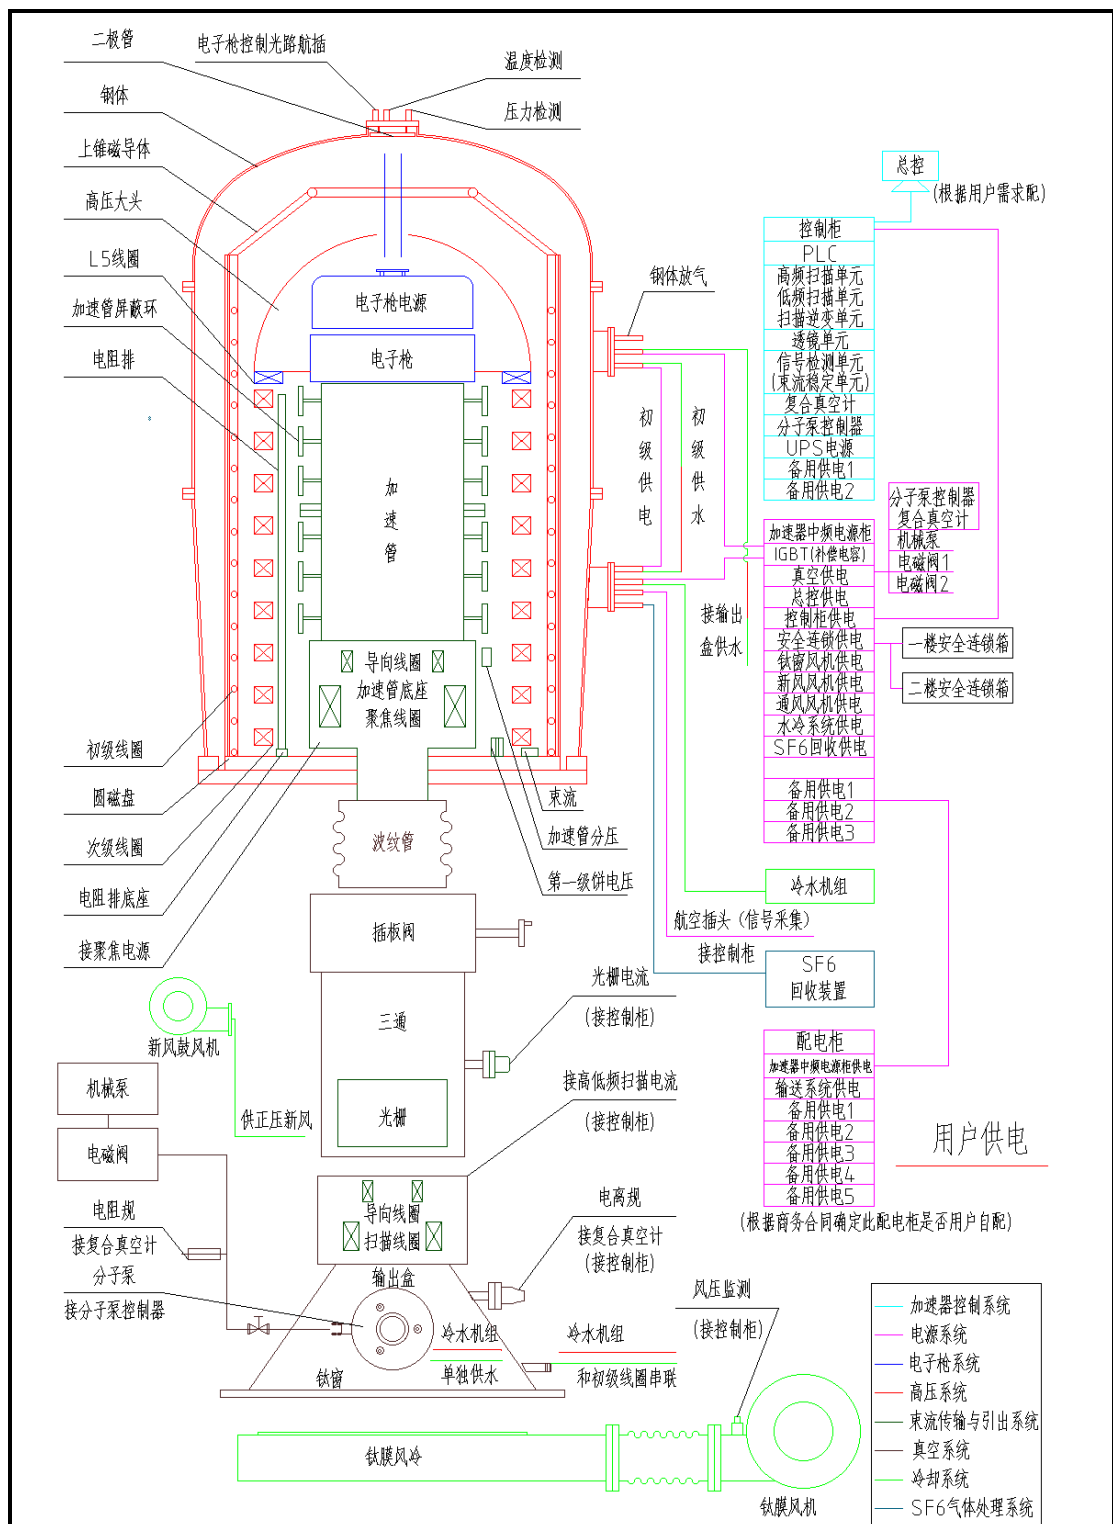 二极管
钢体
上锥磁导体
高压大头
L5线圈
加速管屏蔽环
电阻排
初级线圈
圆磁盘
次级线圈
电阻排底座
接聚焦电源
电子枪控制光路航插
温度检测
压力检测
电子枪电源
电子枪
加速管
导向线圈
加速管底座
聚焦线圈
束流
加速管分压
第一级饼电压
钢体放气
初级供电
初级供水
接输出
盒供水
总控
(根据用户需求配)
控制柜
PLC
高频扫描单元
低频扫描单元
扫描逆变单元
透镜单元
信号检测单元
(束流稳定单元)
复合真空计
分子泵控制器
UPS电源
备用供电1
备用供电2
加速器中频电源柜
IGBT(补偿电容)
真空供电
总控供电
控制柜供电
安全连锁供电
钛窗风机供电
新风风机供电
通风风机供电
水冷系统供电
SF6回收供电
备用供电1
备用供电2
备用供电3
分子泵控制器
复合真空计
机械泵
电磁阀1
电磁阀2
一楼安全连锁箱
二楼安全连锁箱
冷水机组
航空插头（信号采集）
接控制柜
SF6
回收装置
配电柜
加速器中频电源柜供电
输送系统供电
备用供电1
备用供电2
备用供电3
备用供电4
备用供电5
(根据商务合同确定此配电柜是否用户自配)
用户供电
波纹管
插板阀
三通
光栅
光栅电流
(接控制柜)
接高低频扫描电流
(接控制柜)
新风鼓风机
供正压新风
机械泵
电磁阀
电阻规
接复合真空计
分子泵
接分子泵控制器
导向线圈
扫描线圈
输出盒
电离规
接复合真空计
(接控制柜)
冷水机组
单独供水
冷水机组
和初级线圈串联
钛窗
风压监测
(接控制柜)
钛膜风冷
钛膜风机
加速器控制系统
电源系统
电子枪系统
高压系统
束流传输与引出系统
真空系统
冷却系统
SF6气体处理系统